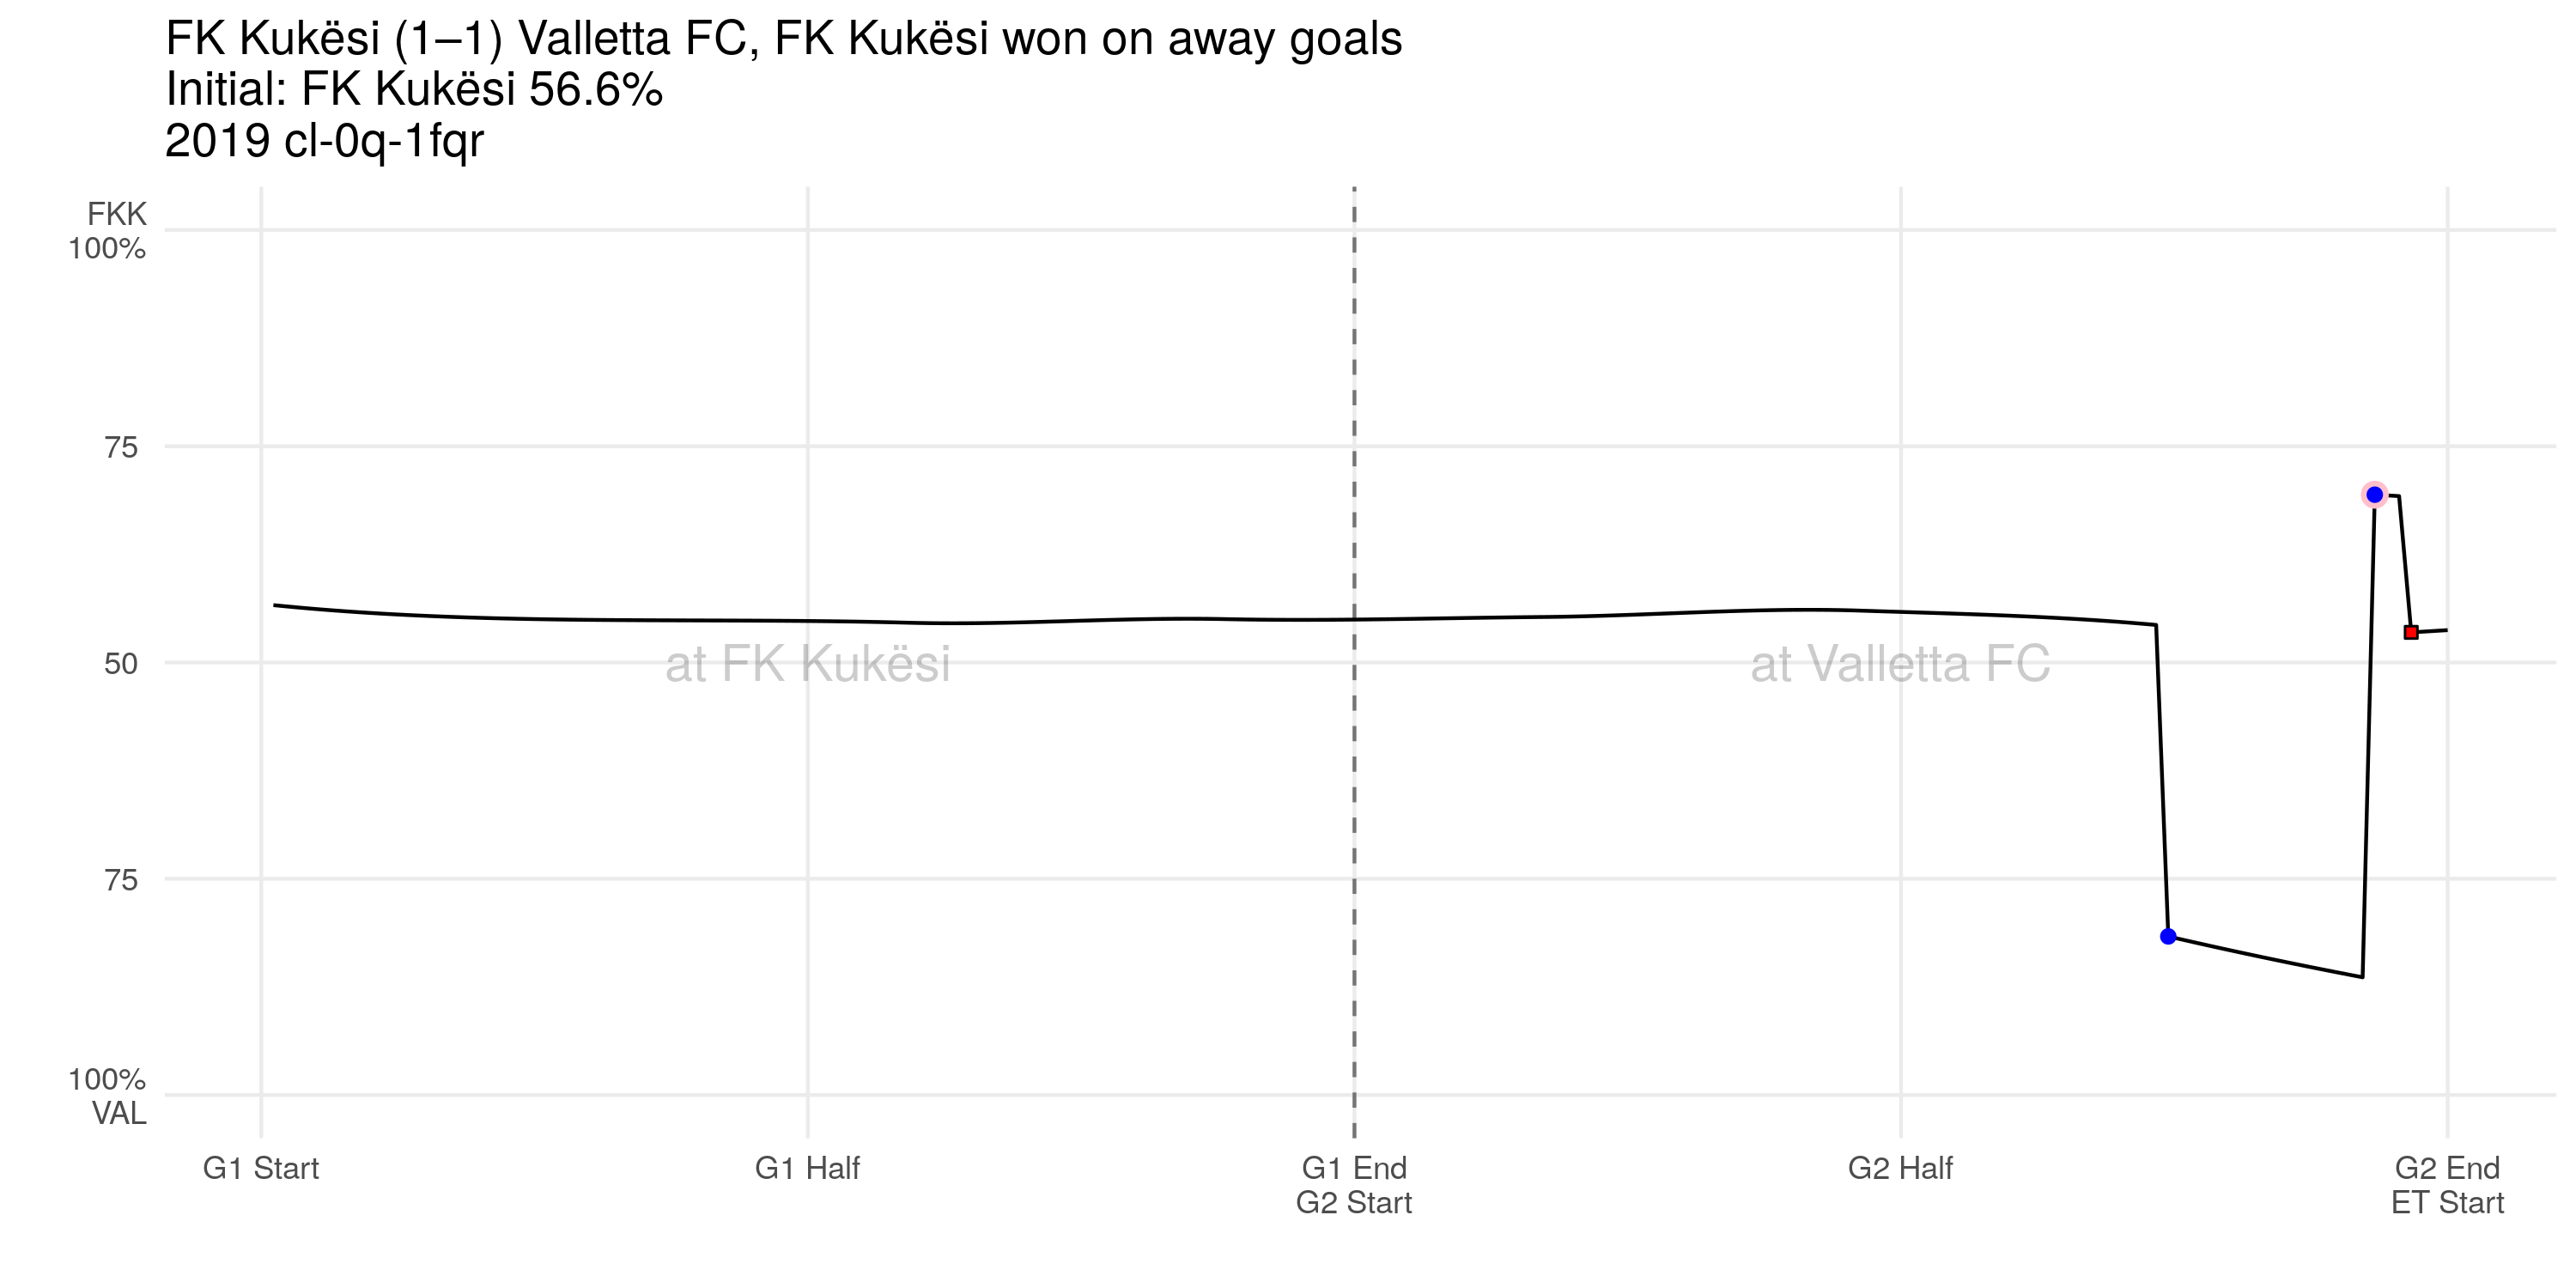 FK Kukësi (1–1) Valletta FC, FK Kukësi won on away goals
Initial: FK Kukësi 56.6%
2019 cl-0q-1fqr
FKK
100%
75
50
75
100%
VAL
at FK Kukësi
at Valletta FC
G1 Start
G1 Half
G1 End
G2 Start
G2 Half
G2 End
ET Start